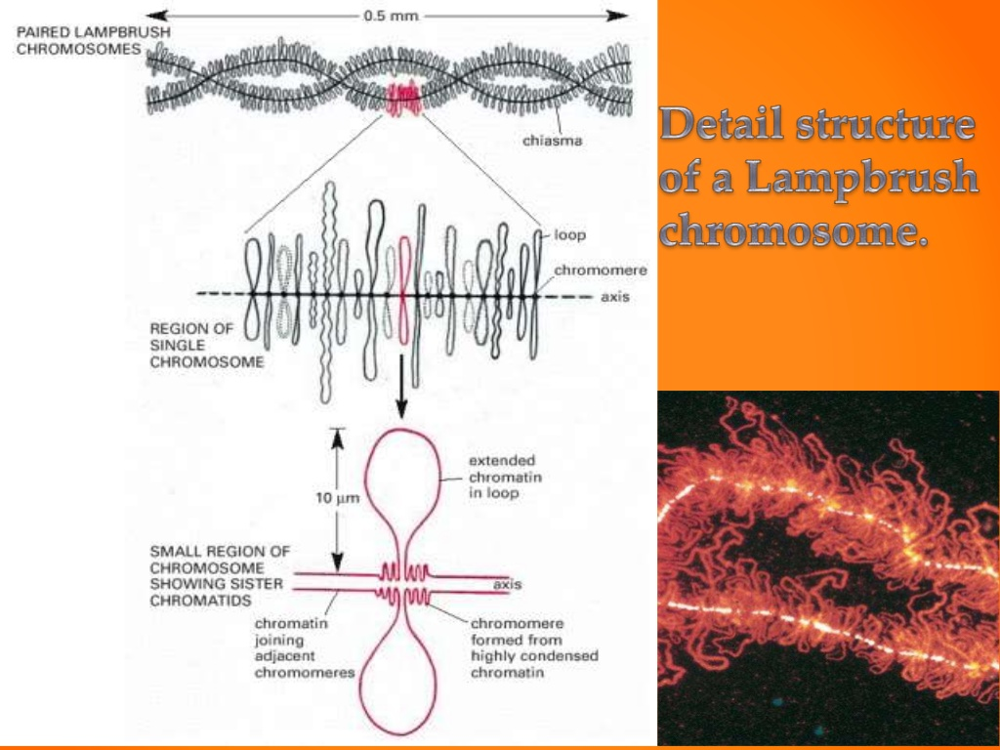 0.5 mm
PAIRED LAMPBRUSH
CHROMOSOMES
chiasma
Detail structure
of a Lampbrush
chromosome.
loop
chromomere
axis
REGION OF
SINGLE
CHROMOSOME
extended
chromatin
in loop
10 µm
SMALL REGION OF
CHROMOSOME
SHOWING SISTER
CHROMATIDS
axis
chromatin
joining
adjacent
chromomeres
chromomere
formed from
highly condensed
chromatin